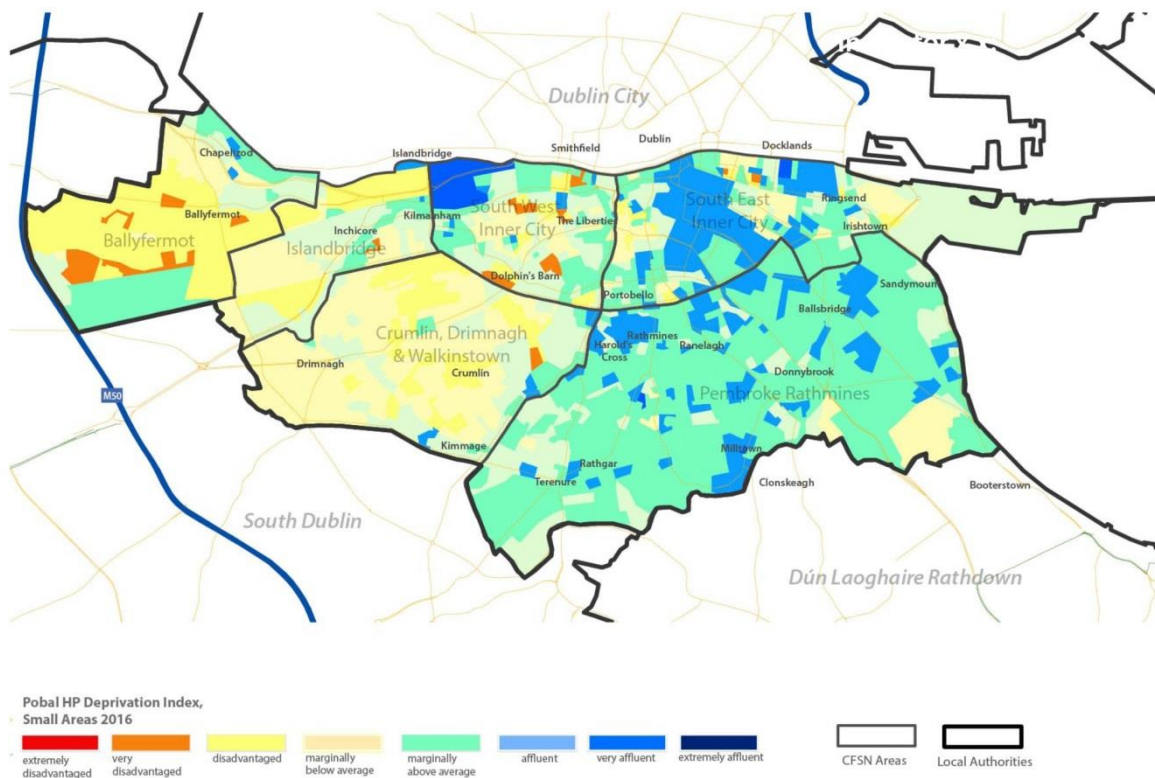 Dublin City
Dublin
Smithfield
Docklands
Islandbridge
Chapelizod
Ballyfermot
Ballyfermot
Kilmainham
South West
Inner City
The Libertie
South East
Inner City
Ringsend
Irishtown
Inchicore
Islandbridge
Dolphin's Barn
Portobello
Sandymoun
Ballsbridge
Crumlin, Drimnagh
& Walkinstown
Harold's
Cross
Rathmines
Ranelagh
Drimnagh
Crumlin
Donnybrook
Pembroke Rathmines
M50
Kimmage
Rathgar
Milltown
Terenure
Clonskeagh
Booterstown
South Dublin
Dún Laoghaire Rathdown
Pobal HP Deprivation Index,
Small Areas 2016
extremely
disadvantaged
very
disadvantaged
disadvantaged
marginally
below average
marginally
above average
affluent
very affluent
extremely affluent
CFSN Areas
Local Authorities